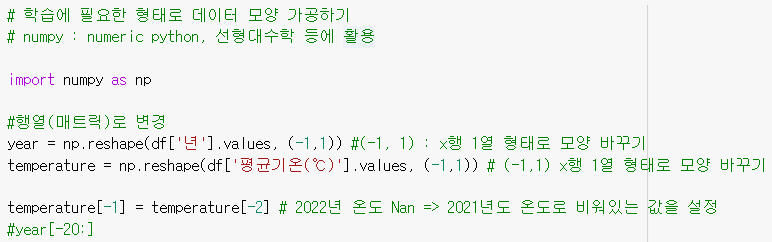 # 학습에 필요한 형태로 데이터 모양 가공하기
# numpy : numeric python, 선형대수학 등에 활용
import numpy as np
#행열(매트릭)로 변경
year = np.reshape(df['년'].values, (-1,1)) #(-1, 1) : x행 1열 형태로 모양 바꾸기
temperature = np.reshape(df['평균기온(℃)'].values, (-1,1)) # (-1,1) x행 1열 형태로 모양 바꾸기
temperature[-1] = temperature[-2] # 2022년 온도 Nan => 2021년도 온도로 비워있는 값을 설정
#year[-20:]